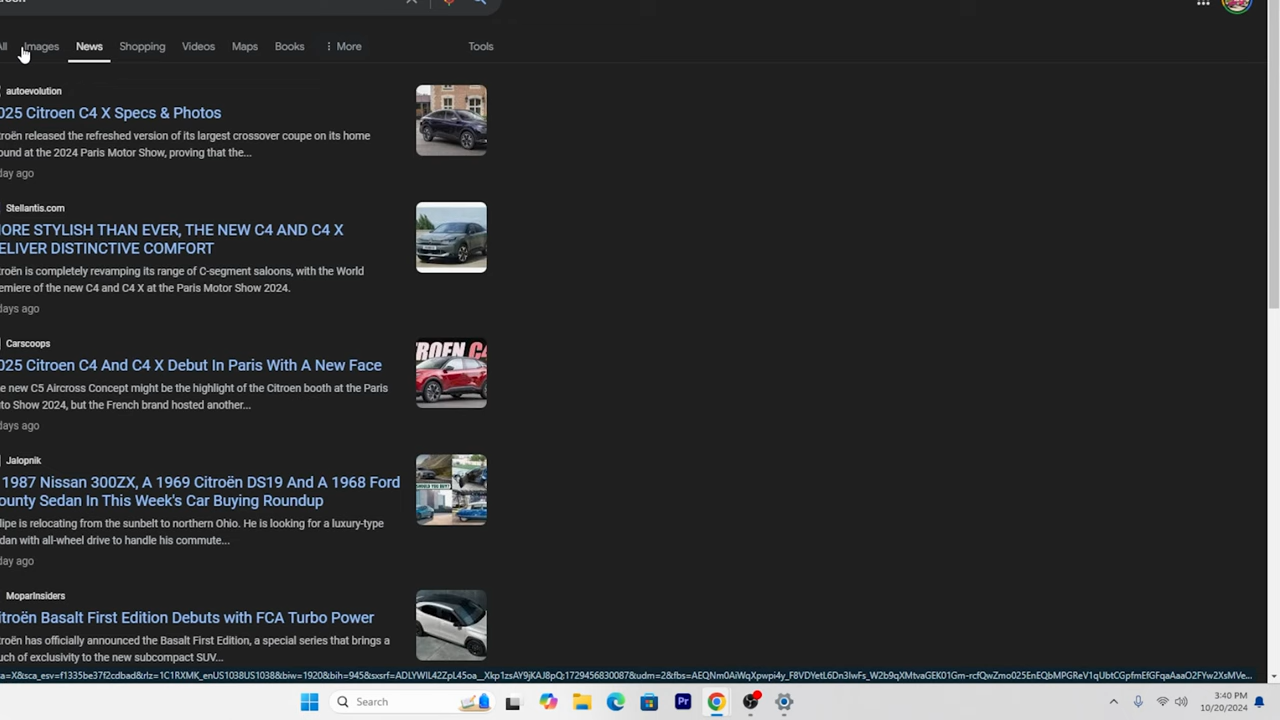 All Images News Shopping Videos Maps Books More Tools
autoevolution
025 Citroen C4 X Specs & Photos
troën released the refreshed version of its largest crossover coupe on its home
ound at the 2024 Paris Motor Show, proving that the...
day ago
Stellantis.com
ORE STYLISH THAN EVER, THE NEW C4 AND C4 X
ELIVER DISTINCTIVE COMFORT
troën is completely revamping its range of C-segment saloons, with the World
emiere of the new C4 and C4 X at the Paris Motor Show 2024.
days ago
Carscoops
025 Citroen C4 And C4 X Debut In Paris With A New Face
e new C5 Aircross Concept might be the highlight of the Citroen booth at the Paris
uto Show 2024, but the French brand hosted another...
days ago
ROEN C4
Jalopnik
1987 Nissan 300ZX, A 1969 Citroën DS19 And A 1968 Ford
ounty Sedan In This Week's Car Buying Roundup
lipe is relocating from the sunbelt to northern Ohio. He is looking for a luxury-type
dan with all-wheel drive to handle his commute...
day ago
MoparInsiders
itroën Basalt First Edition Debuts with FCA Turbo Power
troën has officially announced the Basalt First Edition, a special series that brings a
uch of exclusivity to the new subcompact SUV...
Search
Pr
3:40 PM
10/20/2024